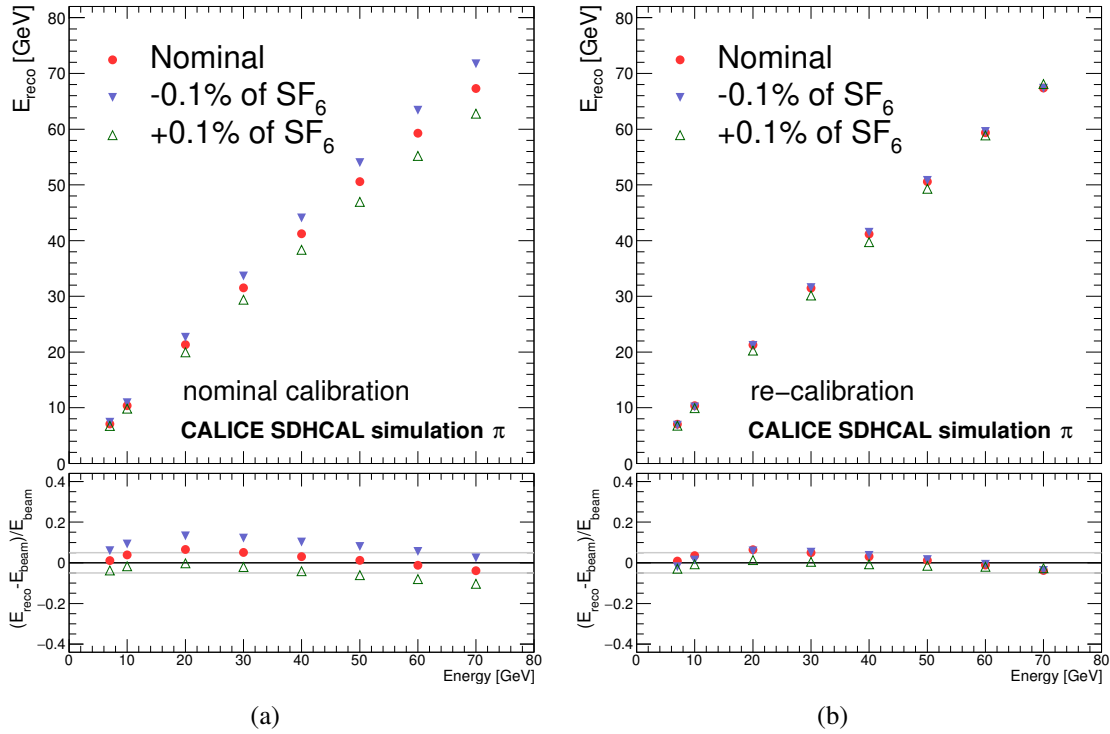 E_reco [GeV]
80
70
60
50
40
30
20
10
0
Nominal
-0.1% of SF₆
+0.1% of SF₆
nominal calibration
CALICE SDHCAL simulation π
(E_reco-E_beam)/E_beam
0.4
0.2
0
−0.2
−0.4
0 10 20 30 40 50 60 70 80
Energy [GeV]
(a)
E_reco [GeV]
80
70
60
50
40
30
20
10
0
Nominal
-0.1% of SF₆
+0.1% of SF₆
re−calibration
CALICE SDHCAL simulation π
(E_reco-E_beam)/E_beam
0.4
0.2
0
−0.2
−0.4
0 10 20 30 40 50 60 70 80
Energy [GeV]
(b)